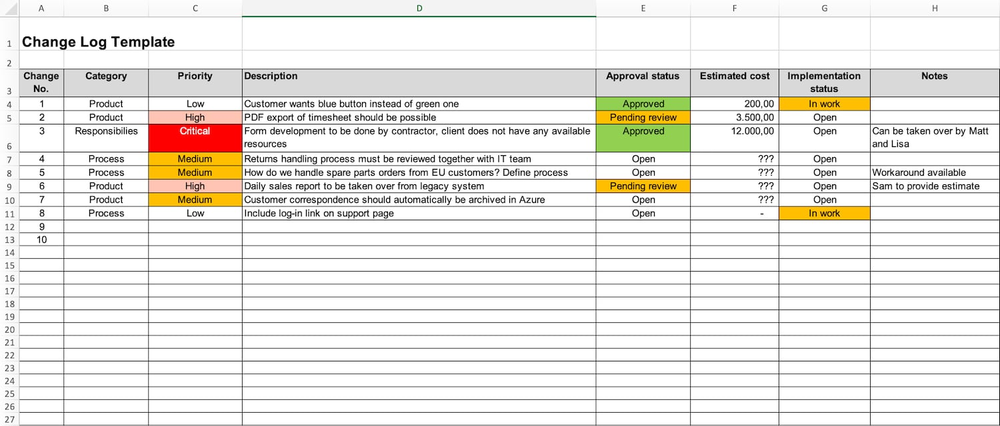 A B C D E F G H
1 Change Log Template
2
3 Change No. Category Priority Description Approval status Estimated cost Implementation status Notes
4 1 Product Low Customer wants blue button instead of green one Approved 200,00 In work
5 2 Product High PDF export of timesheet should be possible Pending review 3.500,00 Open
6 3 Responsibilies Critical Form development to be done by contractor, client does not have any available resources Approved 12.000,00 Open Can be taken over by Matt and Lisa
7 4 Process Medium Returns handling process must be reviewed together with IT team Open ??? Open
8 5 Process Medium How do we handle spare parts orders from EU customers? Define process Open ??? Open Workaround available
9 6 Product High Daily sales report to be taken over from legacy system Pending review ??? Open Sam to provide estimate
10 7 Product Medium Customer correspondence should automatically be archived in Azure Open ??? Open
11 8 Process Low Include log-in link on support page Open - In work
12 9
13 10
14
15
16
17
18
19
20
21
22
23
24
25
26
27